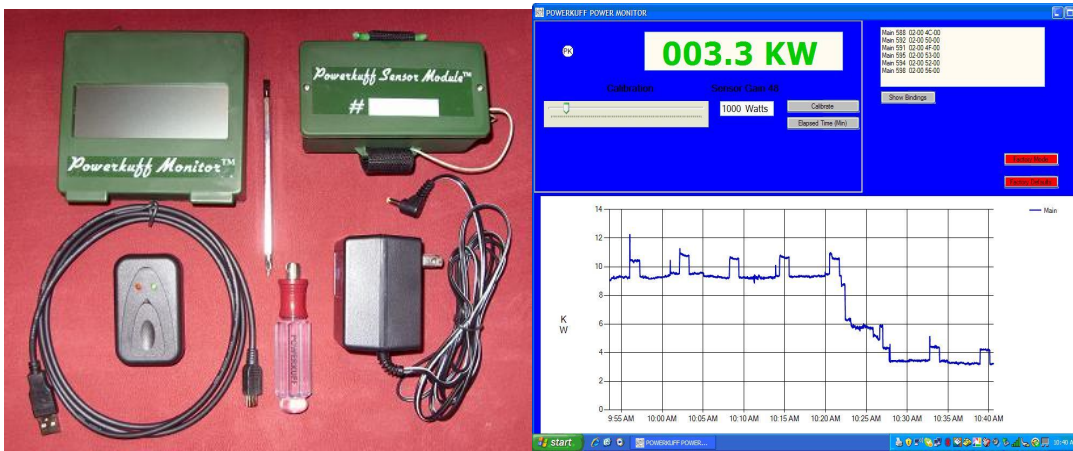 Powerkuff Monitor™
Powerkuff Sensor Module™
#
POWERKUFF
POWERKUFF POWER MONITOR
PK
003.3 KW
Calibration
Sensor Gain 48
1000 Watts
Calibrate
Elapsed Time (Min)
Main 588 02-00 4C-00
Main 592 02-00 50-00
Main 591 02-00 4F-00
Main 595 02-00 53-00
Main 594 02-00 52-00
Main 598 02-00 56-00
Show Bindings
Factory Mode
Factory Defaults
14
12
10
8
6
4
2
0
K
W
Main
9:55 AM 10:00 AM 10:05 AM 10:10 AM 10:15 AM 10:20 AM 10:25 AM 10:30 AM 10:35 AM 10:40 AM
start
POWERKUFF POWER...
10:40 AM